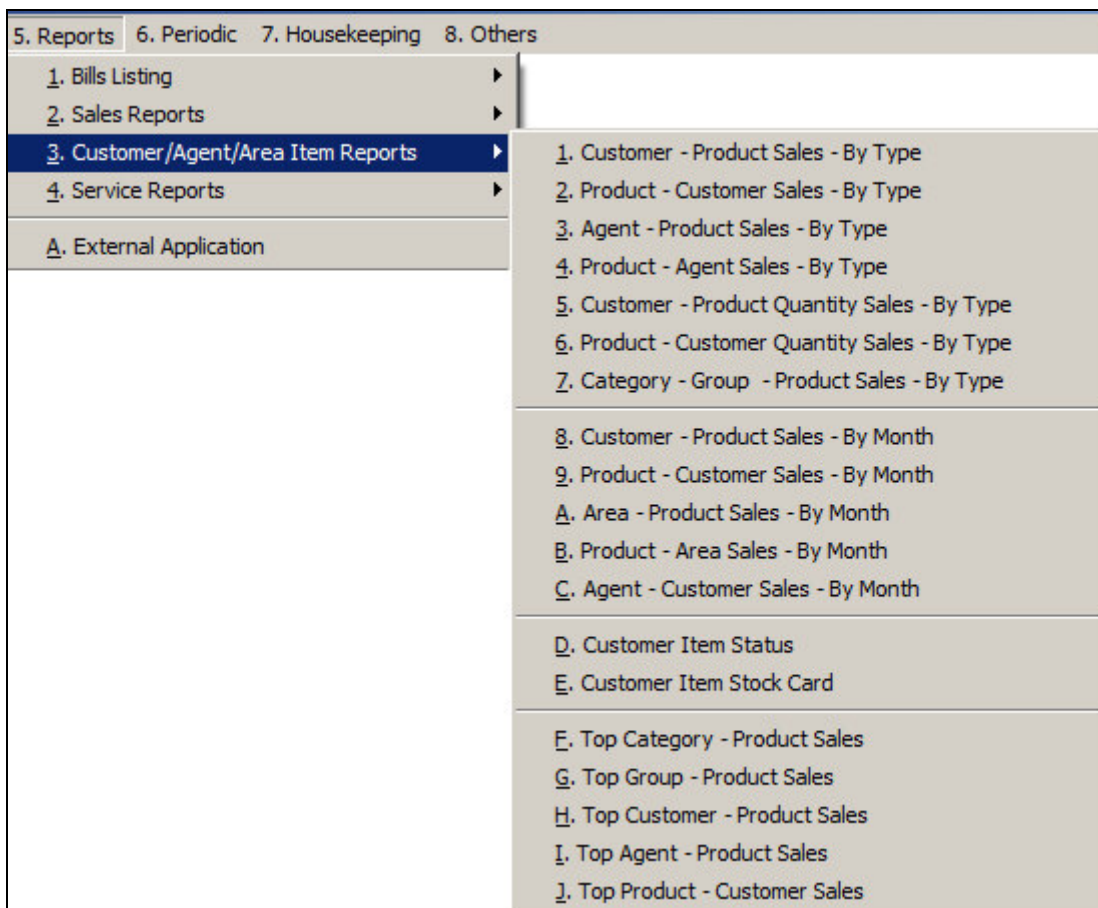 5. Reports 6. Periodic 7. Housekeeping 8. Others
1. Bills Listing
2. Sales Reports
3. Customer/Agent/Area Item Reports
4. Service Reports
A. External Application
1. Customer - Product Sales - By Type
2. Product - Customer Sales - By Type
3. Agent - Product Sales - By Type
4. Product - Agent Sales - By Type
5. Customer - Product Quantity Sales - By Type
6. Product - Customer Quantity Sales - By Type
7. Category - Group - Product Sales - By Type
8. Customer - Product Sales - By Month
9. Product - Customer Sales - By Month
A. Area - Product Sales - By Month
B. Product - Area Sales - By Month
C. Agent - Customer Sales - By Month
D. Customer Item Status
E. Customer Item Stock Card
F. Top Category - Product Sales
G. Top Group - Product Sales
H. Top Customer - Product Sales
I. Top Agent - Product Sales
J. Top Product - Customer Sales